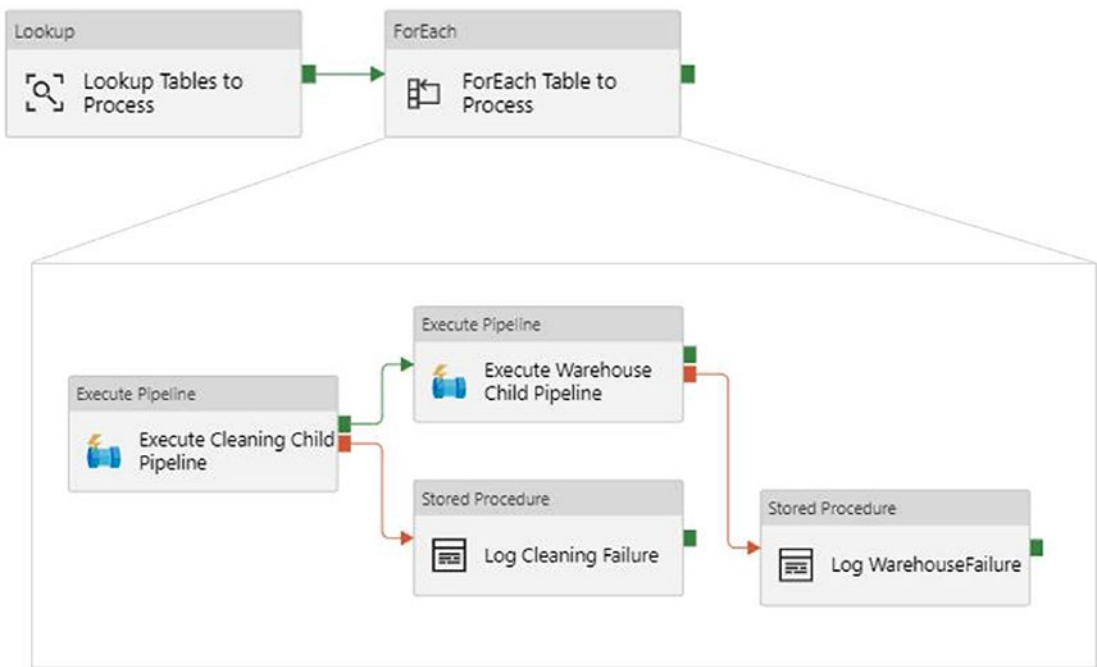 Lookup
Lookup Tables to
Process
ForEach
ForEach Table to
Process
Execute Pipeline
Execute Cleaning Child
Pipeline
Execute Pipeline
Execute Warehouse
Child Pipeline
Stored Procedure
Log Cleaning Failure
Stored Procedure
Log WarehouseFailure